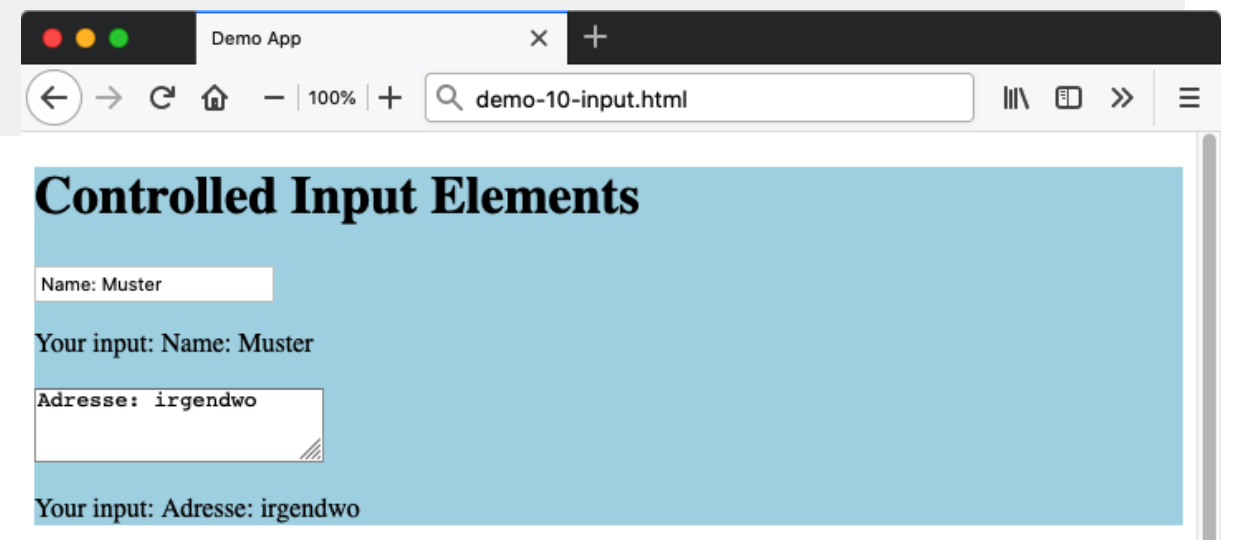 Demo App
100%
demo-10-input.html
Controlled Input Elements
Name: Muster
Your input: Name: Muster
Adresse: irgendwo
Your input: Adresse: irgendwo